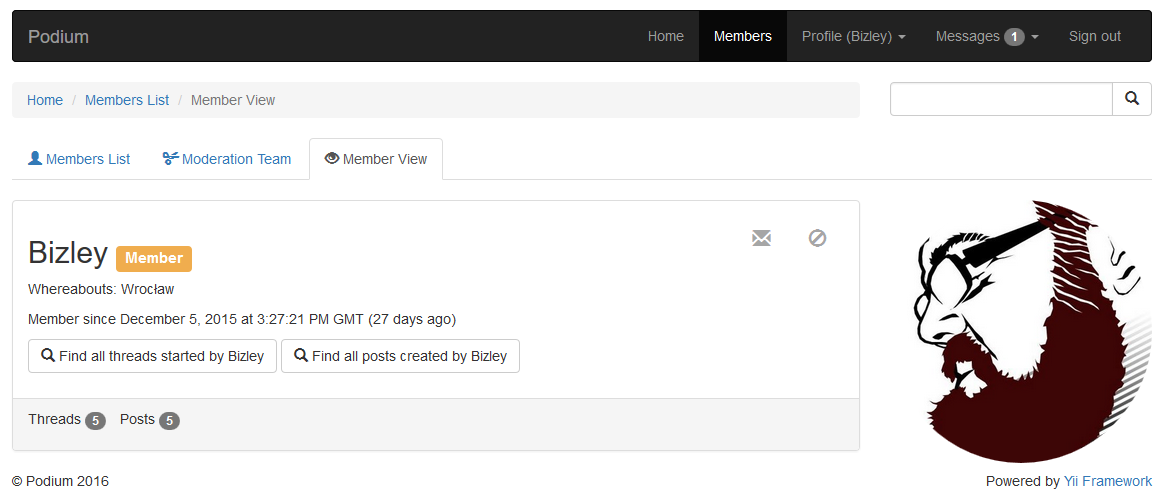 Podium Home Members Profile (Bizley) Messages 1 Sign out
Home / Members List / Member View
Members List Moderation Team Member View
Bizley Member
Whereabouts: Wrocław
Member since December 5, 2015 at 3:27:21 PM GMT (27 days ago)
Find all threads started by Bizley Find all posts created by Bizley
Threads 5 Posts 5
© Podium 2016 Powered by Yii Framework